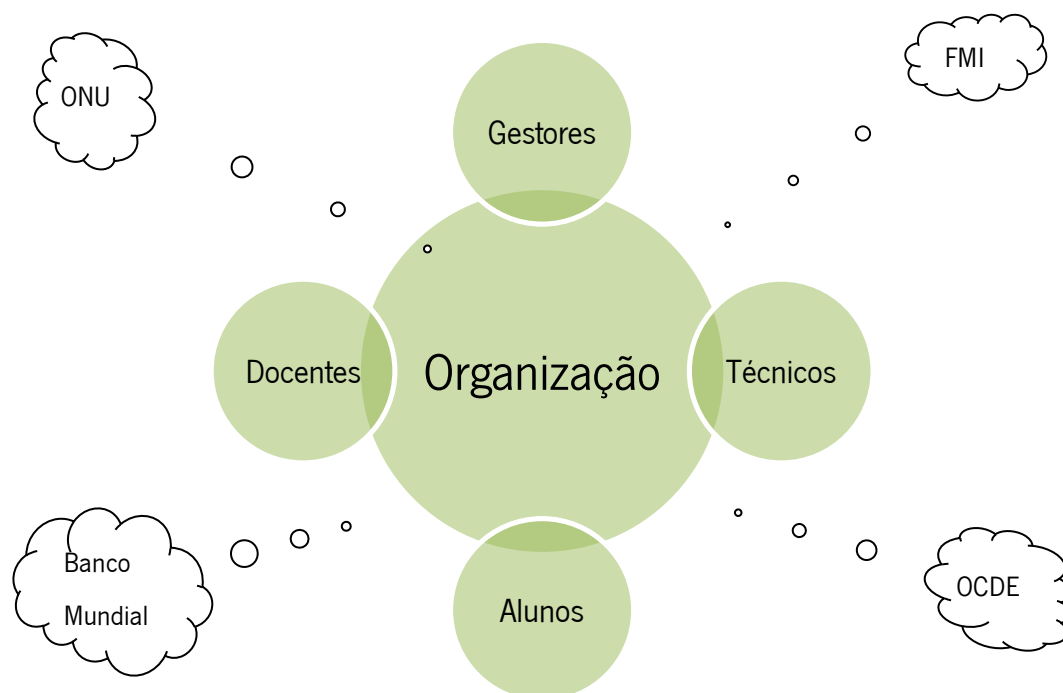 ONU
FMI
Gestores
Docentes
Organização
Técnicos
Banco
Mundial
Alunos
OCDE